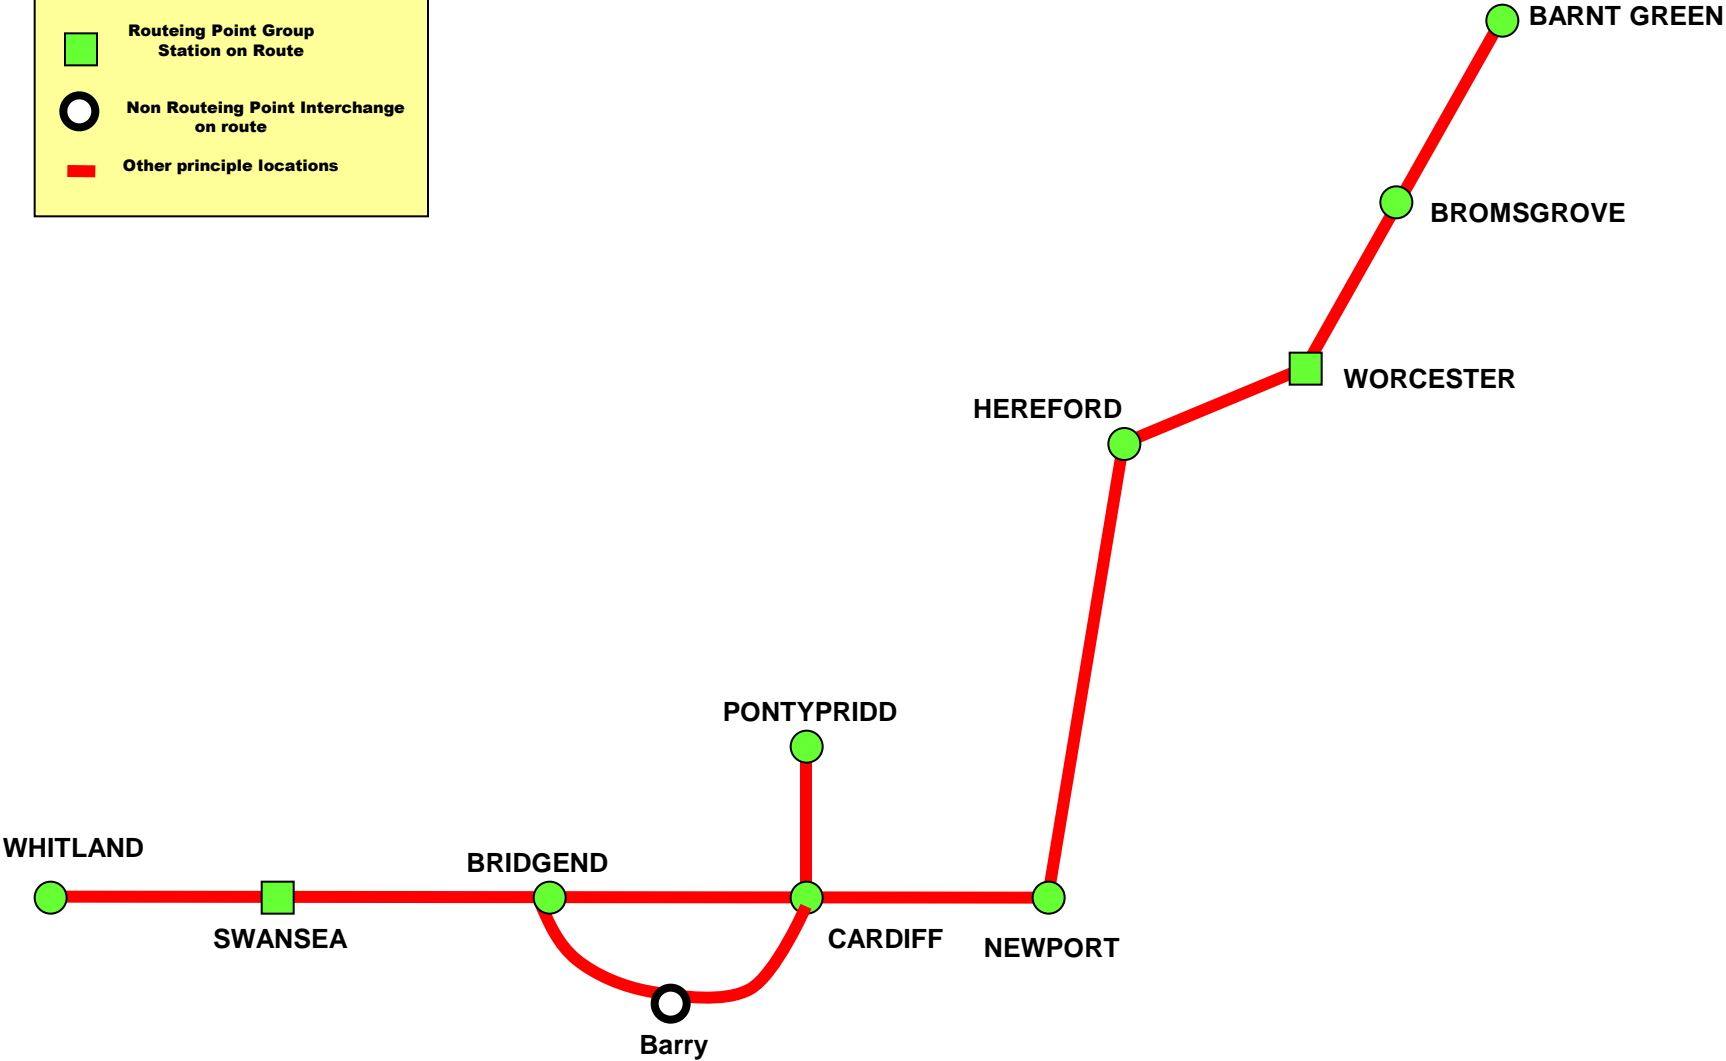 Routeing Point Group
Station on Route
Non Routeing Point Interchange
on route
Other principle locations
BARNT GREEN
BROMSGROVE
WORCESTER
HEREFORD
PONTYPRIDD
WHITLAND
BRIDGEND
SWANSEA
CARDIFF
NEWPORT
Barry